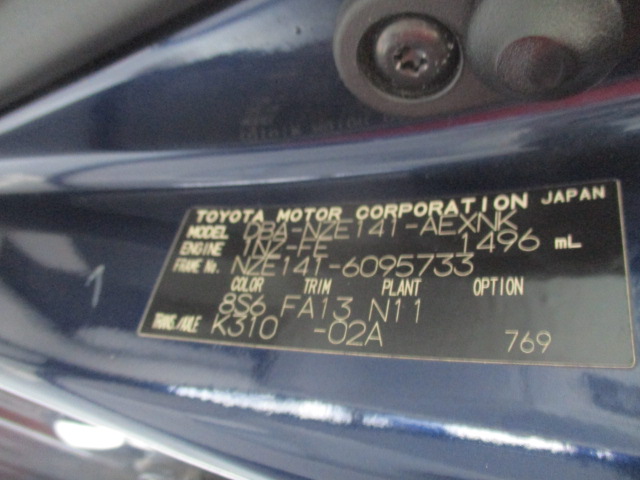 TOYOTA MOTOR CORPORATION JAPAN
MODEL DBA-NZE141-AEXNK
ENGINE 1NZ-FE 1496 mL
FRAME No. NZE141-6095733
COLOR TRIM PLANT OPTION
8S6 FA13 N11
TRANS/AXLE K310 -02A
769
1